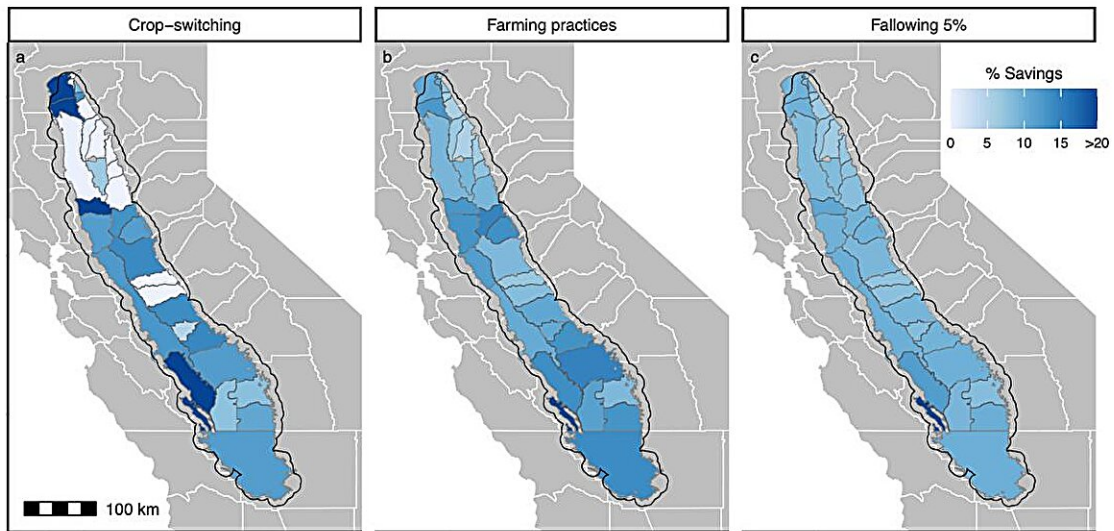 Crop−switching
Farming practices
Fallowing 5%
a
b
c
% Savings
0 5 10 15 >20
100 km